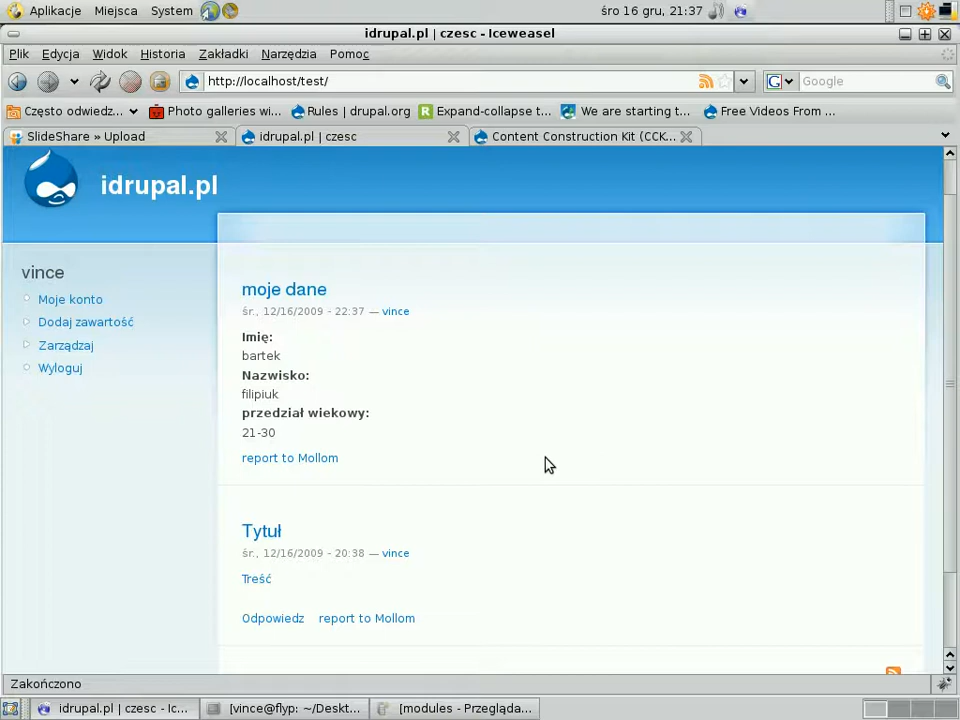 Aplikacje Miejsca System śro 16 gru, 21:37
idrupal.pl | czesc - Iceweasel
Plik Edycja Widok Historia Zakładki Narzędzia Pomoc
http://localhost/test/ Google
Często odwiedz... Photo galleries wi... Rules | drupal.org Expand-collapse t... We are starting t... Free Videos From ...
SlideShare » Upload idrupal.pl | czesc Content Construction Kit (CCK...
idrupal.pl
vince
Moje konto
Dodaj zawartość
Zarządzaj
Wyloguj
moje dane
śr., 12/16/2009 - 22:37 — vince
Imię:
bartek
Nazwisko:
filipiuk
przedział wiekowy:
21-30
report to Mollom
Tytuł
śr., 12/16/2009 - 20:38 — vince
Treść
Odpowiedz report to Mollom
Zakończono
idrupal.pl | czesc - Ic... [vince@flyp: ~/Deskt... [modules - Przegląda...